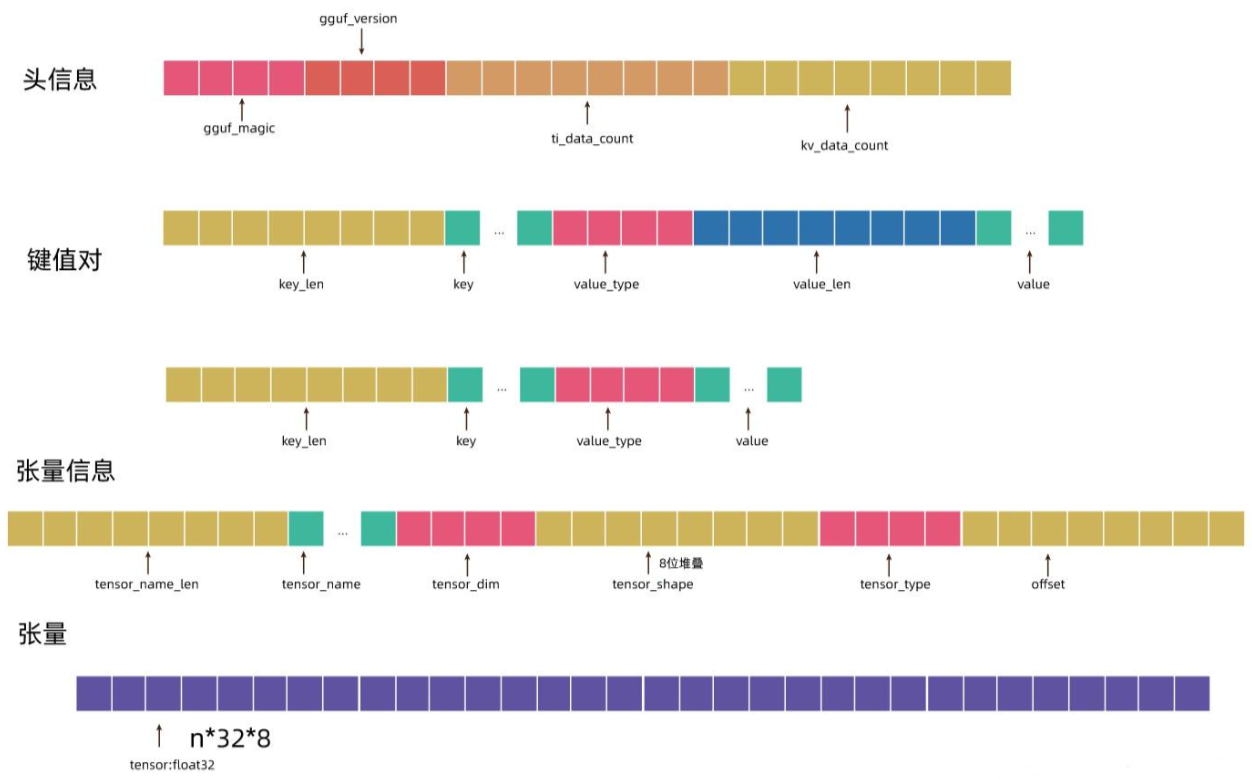 gguf_version
头信息
gguf_magic
ti_data_count
kv_data_count
...
...
键值对
key_len
key
value_type
value_len
value
...
...
key_len
key
value_type
value
张量信息
...
8位堆叠
tensor_name_len
tensor_name
tensor_dim
tensor_shape
tensor_type
offset
张量
n*32*8
tensor:float32